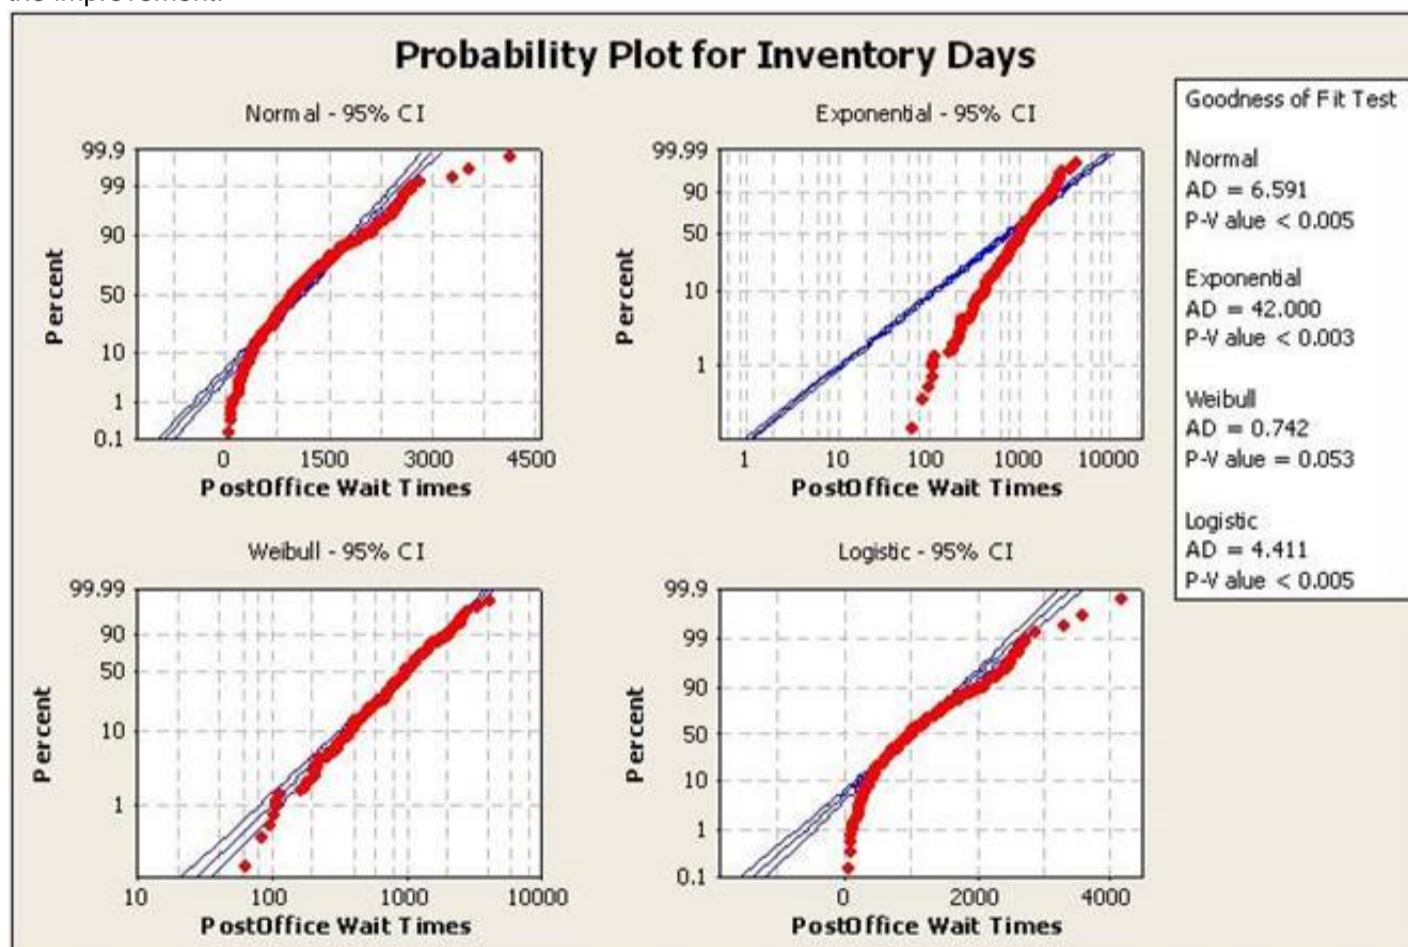 the improvement.
Probability Plot for Inventory Days
Normal - 95% CI
99.9
99
90
50
10
1
0.1
0
1500
3000
4500
Percent
PostOffice Wait Times
Exponential - 95% CI
99.99
90
50
10
1
1
10
100
1000
10000
Percent
PostOffice Wait Times
Weibull - 95% CI
99.99
90
50
10
1
10
100
1000
10000
Percent
PostOffice Wait Times
Logistic - 95% CI
99.9
99
90
50
10
1
0.1
0
2000
4000
Percent
PostOffice Wait Times
Goodness of Fit Test
Normal
AD = 6.591
P-Value < 0.005
Exponential
AD = 42.000
P-Value < 0.003
Weibull
AD = 0.742
P-Value = 0.053
Logistic
AD = 4.411
P-Value < 0.005